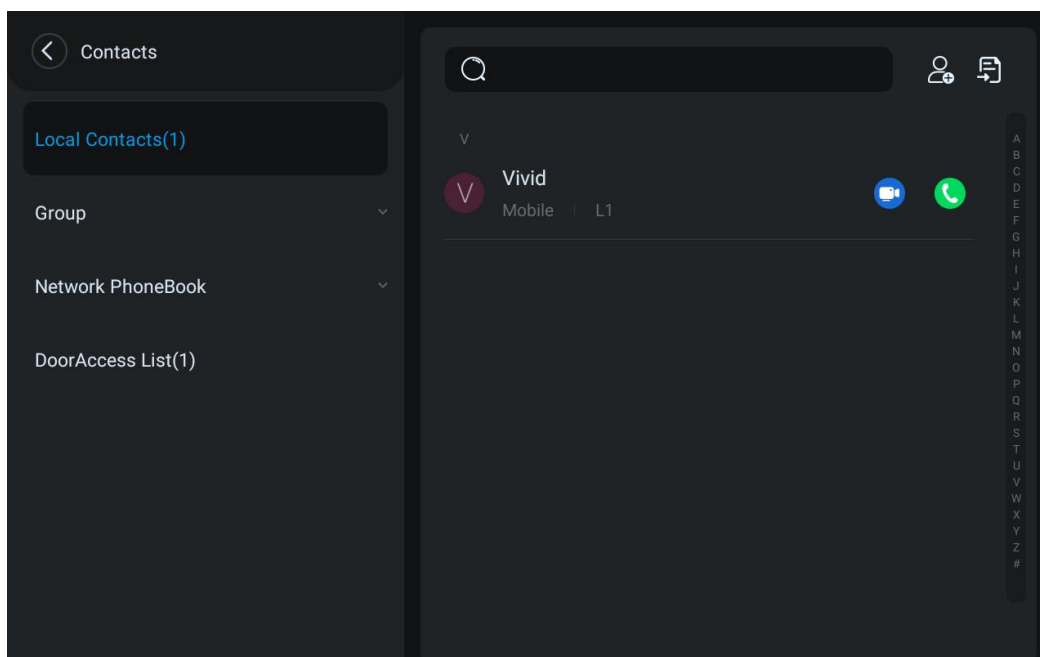 Contacts
Local Contacts(1)
Group
Network PhoneBook
DoorAccess List(1)
V
V
Vivid
Mobile | L1
A
B
C
D
E
F
G
H
I
J
K
L
M
N
O
P
Q
R
S
T
U
V
W
X
Y
Z
#